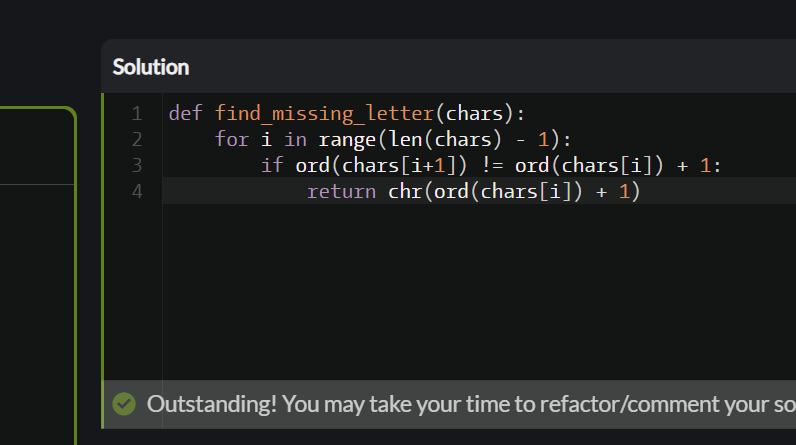 Solution
1 def find_missing_letter(chars):
2     for i in range(len(chars) - 1):
3         if ord(chars[i+1]) != ord(chars[i]) + 1:
4             return chr(ord(chars[i]) + 1)
Outstanding! You may take your time to refactor/comment your so